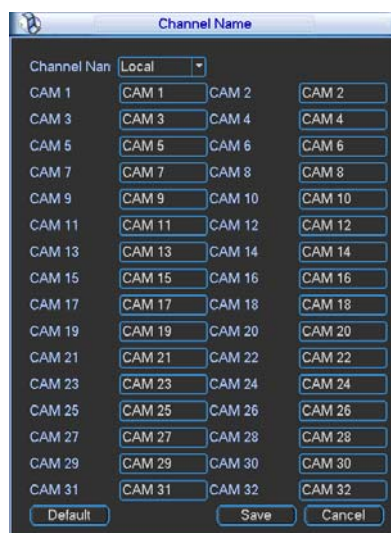 Channel Name
Channel Nan Local
CAM 1 CAM 1 CAM 2 CAM 2
CAM 3 CAM 3 CAM 4 CAM 4
CAM 5 CAM 5 CAM 6 CAM 6
CAM 7 CAM 7 CAM 8 CAM 8
CAM 9 CAM 9 CAM 10 CAM 10
CAM 11 CAM 11 CAM 12 CAM 12
CAM 13 CAM 13 CAM 14 CAM 14
CAM 15 CAM 15 CAM 16 CAM 16
CAM 17 CAM 17 CAM 18 CAM 18
CAM 19 CAM 19 CAM 20 CAM 20
CAM 21 CAM 21 CAM 22 CAM 22
CAM 23 CAM 23 CAM 24 CAM 24
CAM 25 CAM 25 CAM 26 CAM 26
CAM 27 CAM 27 CAM 28 CAM 28
CAM 29 CAM 29 CAM 30 CAM 30
CAM 31 CAM 31 CAM 32 CAM 32
Default Save Cancel